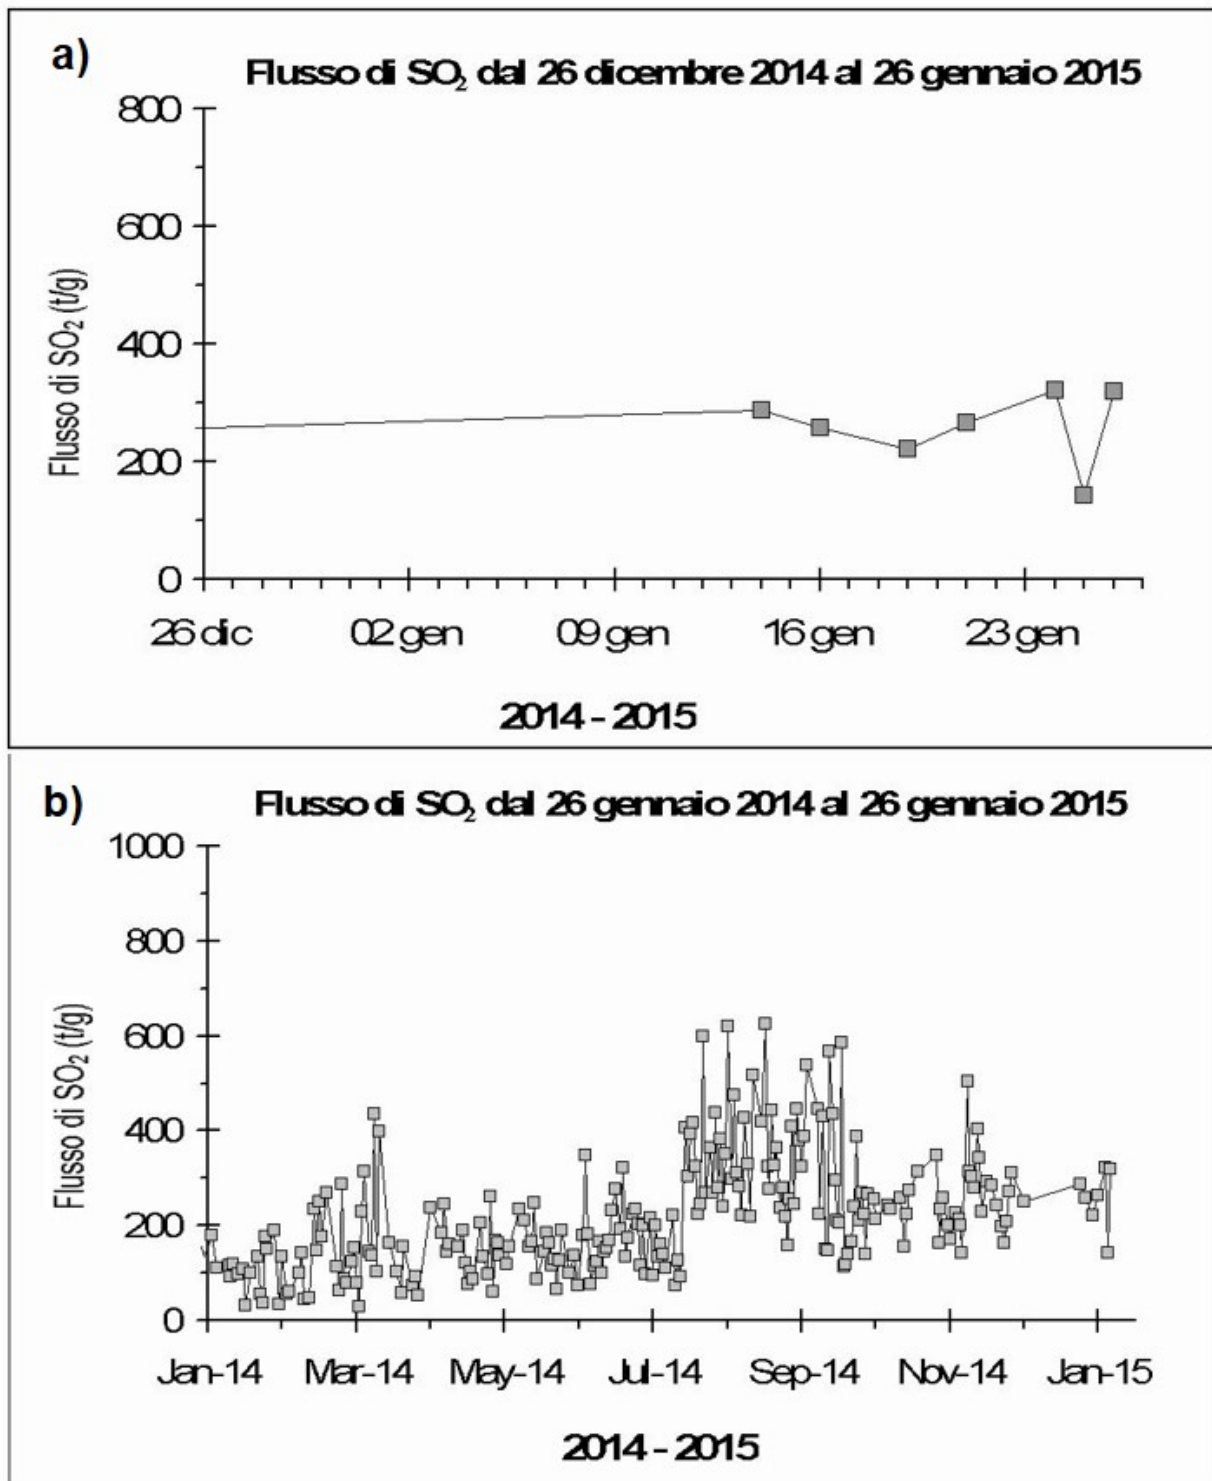 a)
Flusso di SO₂ dal 26 dicembre 2014 al 26 gennaio 2015
800
600
400
200
0
Flusso di SO₂ (t/g)
26 dic 02 gen 09 gen 16 gen 23 gen
2014 - 2015
b)
Flusso di SO₂ dal 26 gennaio 2014 al 26 gennaio 2015
1000
800
600
400
200
0
Flusso di SO₂ (t/g)
Jan-14 Mar-14 May-14 Jul-14 Sep-14 Nov-14 Jan-15
2014 - 2015